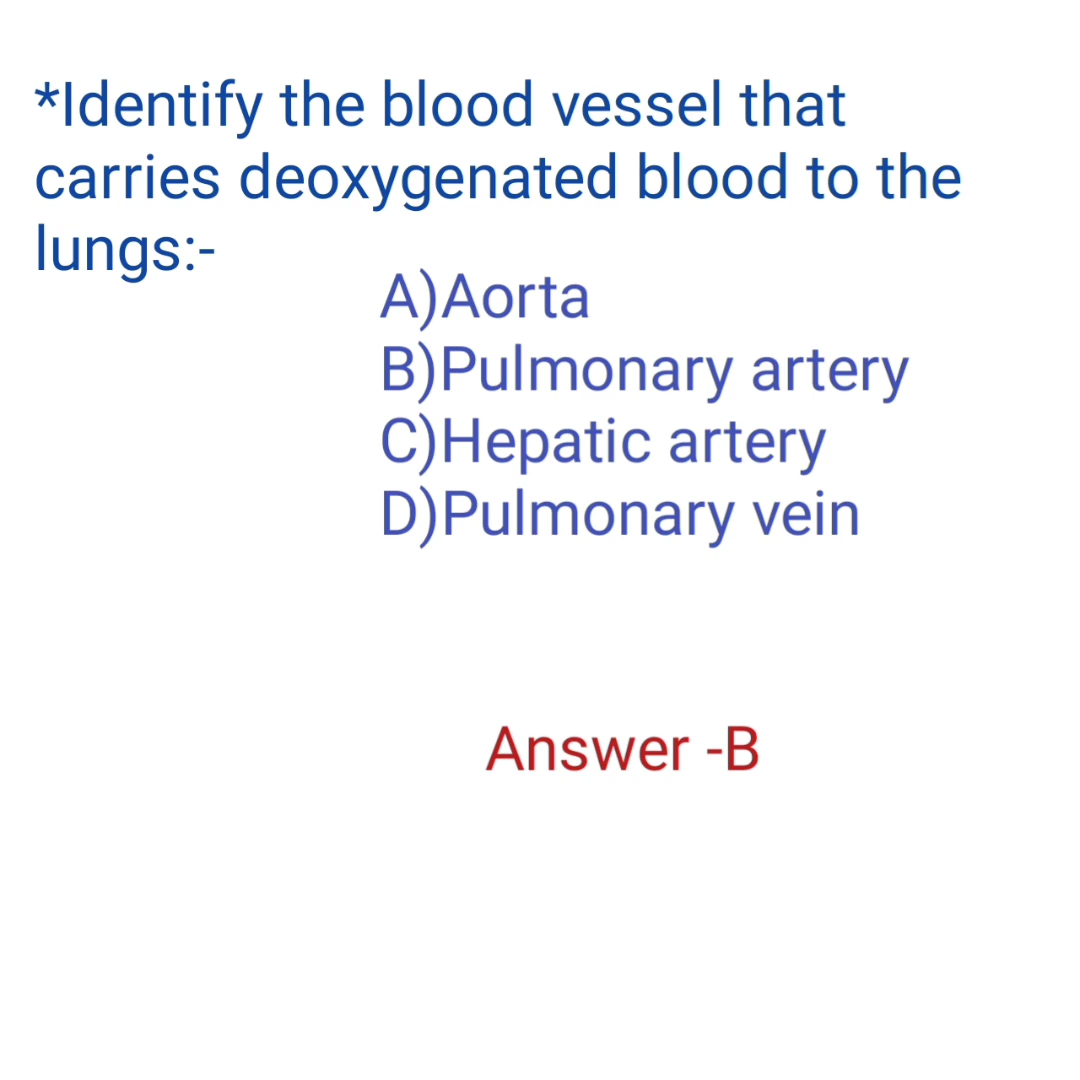 *Identify the blood vessel that
carries deoxygenated blood to the
lungs:-
A)Aorta
B)Pulmonary artery
C)Hepatic artery
D)Pulmonary vein
Answer -B